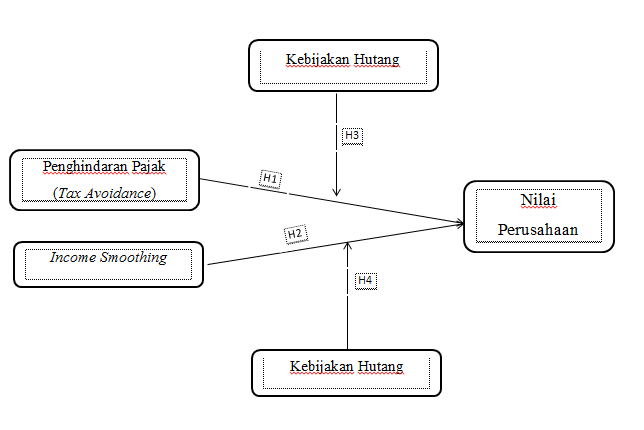 Kebijakan Hutang
H3
Penghindaran Pajak
(Tax Avoidance)
H1
Nilai
Perusahaan
H2
Income Smoothing
H4
Kebijakan Hutang